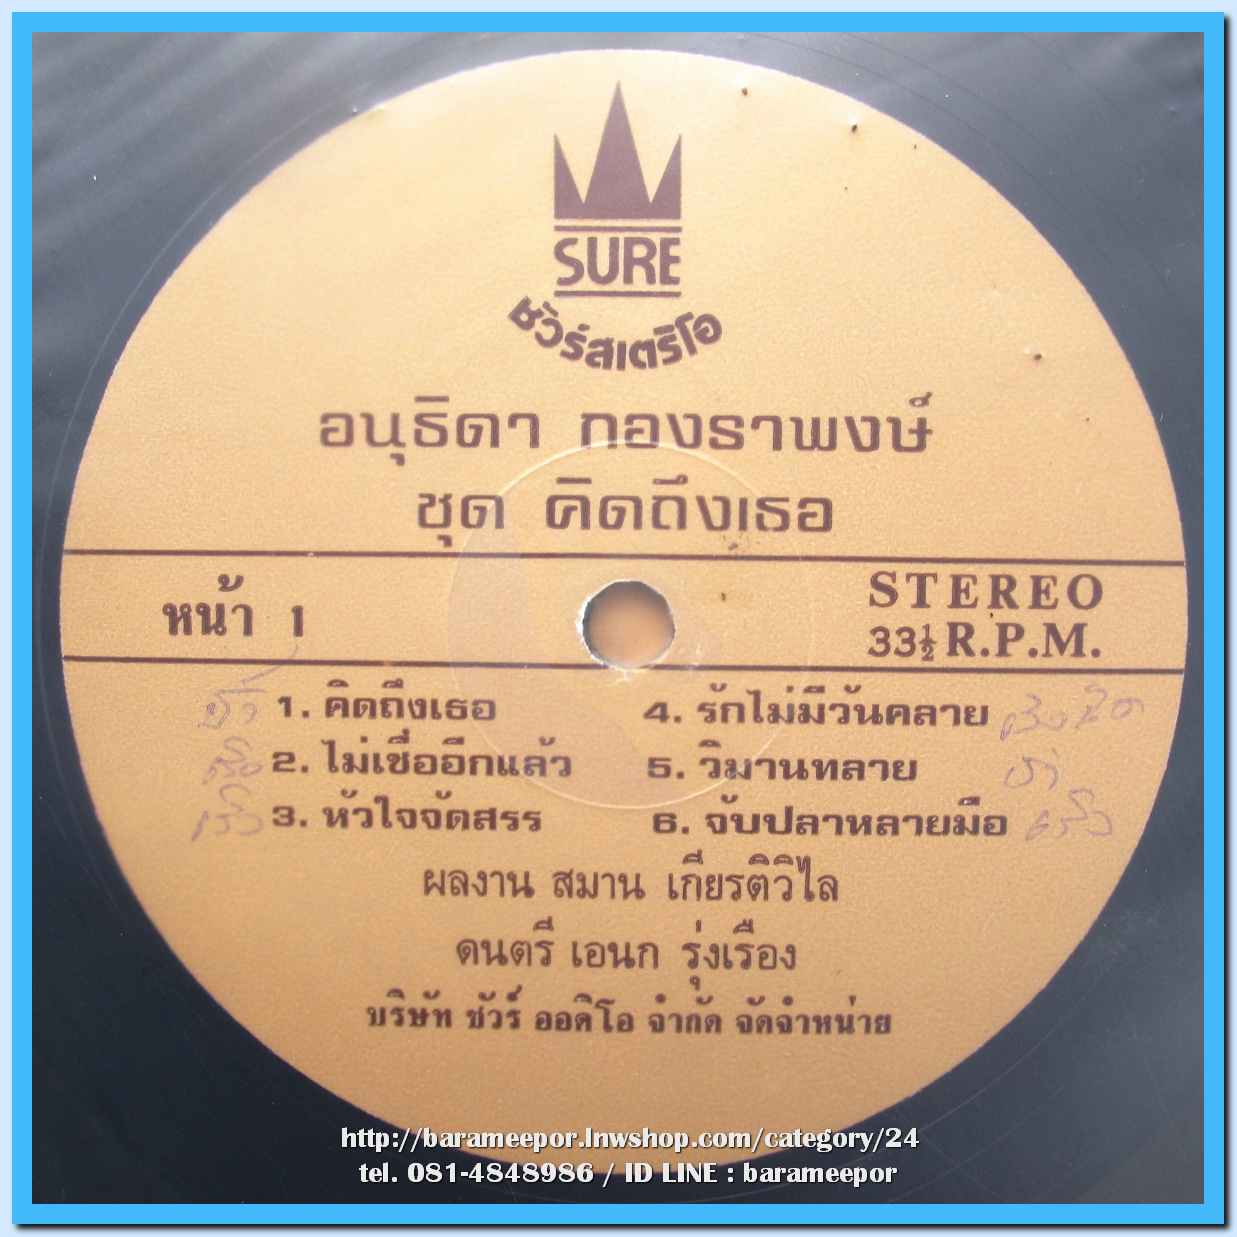 SURE
ชัวร์สเตริโอ
อนุธิดา กองธราพงษ์
ชุด คิดถึงเธอ
หน้า 1
STEREO
33½ R.P.M.
1. คิดถึงเธอ
2. ไม่เชื่ออีกแล้ว
3. หัวใจจัดสรร
4. รักไม่มีวันคลาย
5. วิมานทลาย
6. จับปลาหลายมือ
ผลงาน สมาน เกียรติวิไล
ดนตรี เอนก รุ่งเรือง
บริษัท ชัวร์ ออดิโอ จำกัด จัดจำหน่าย
http://barameepor.lnwshop.com/category/24
tel. 081-4848986 / ID LINE : barameepor